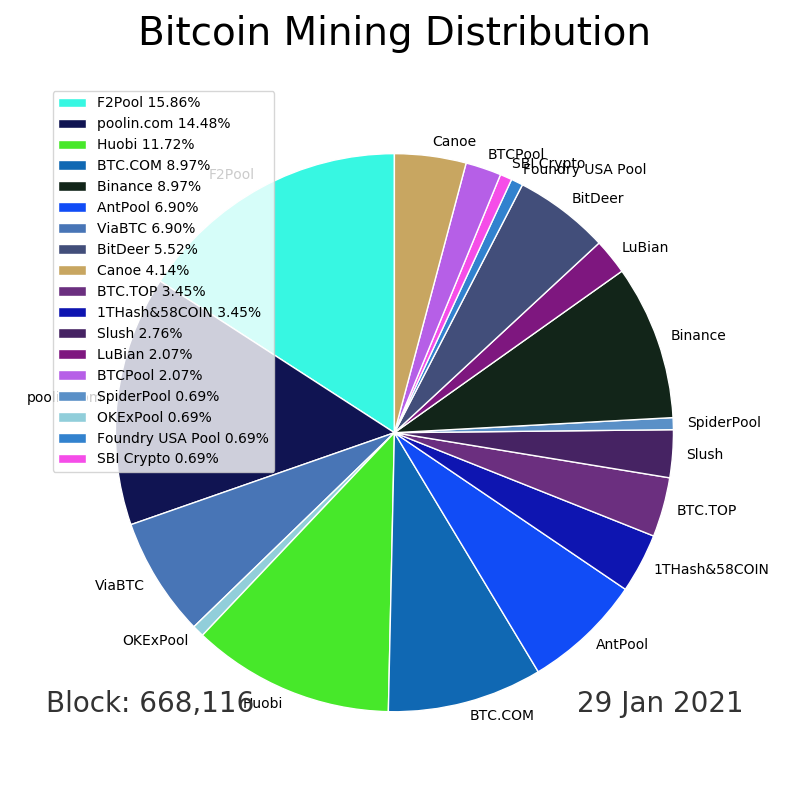 Bitcoin Mining Distribution
F2Pool 15.86%
poolin.com 14.48%
Huobi 11.72%
BTC.COM 8.97%
Binance 8.97%
AntPool 6.90%
ViaBTC 6.90%
BitDeer 5.52%
Canoe 4.14%
BTC.TOP 3.45%
1THash&58COIN 3.45%
Slush 2.76%
LuBian 2.07%
BTCPool 2.07%
SpiderPool 0.69%
OKExPool 0.69%
Foundry USA Pool 0.69%
SBI Crypto 0.69%
Canoe
BTCPool
SBI Crypto
Foundry USA Pool
BitDeer
LuBian
Binance
SpiderPool
Slush
BTC.TOP
1THash&58COIN
AntPool
BTC.COM
Huobi
OKExPool
ViaBTC
poolin.com
F2Pool
Block: 668,116
29 Jan 2021